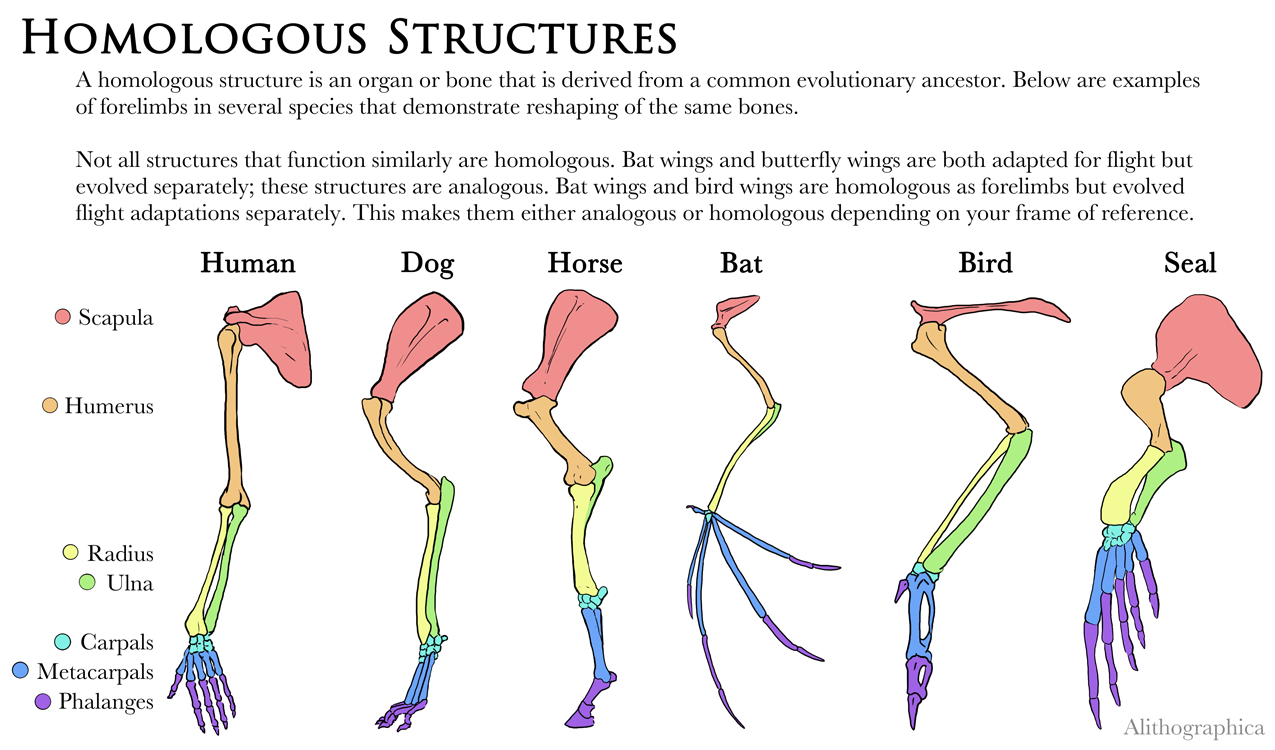 Homologous Structures
A homologous structure is an organ or bone that is derived from a common evolutionary ancestor. Below are examples
of forelimbs in several species that demonstrate reshaping of the same bones.
Not all structures that function similarly are homologous. Bat wings and butterfly wings are both adapted for flight but
evolved separately; these structures are analogous. Bat wings and bird wings are homologous as forelimbs but evolved
flight adaptations separately. This makes them either analogous or homologous depending on your frame of reference.
Human Dog Horse Bat Bird Seal
Scapula
Humerus
Radius
Ulna
Carpals
Metacarpals
Phalanges
Alithographica